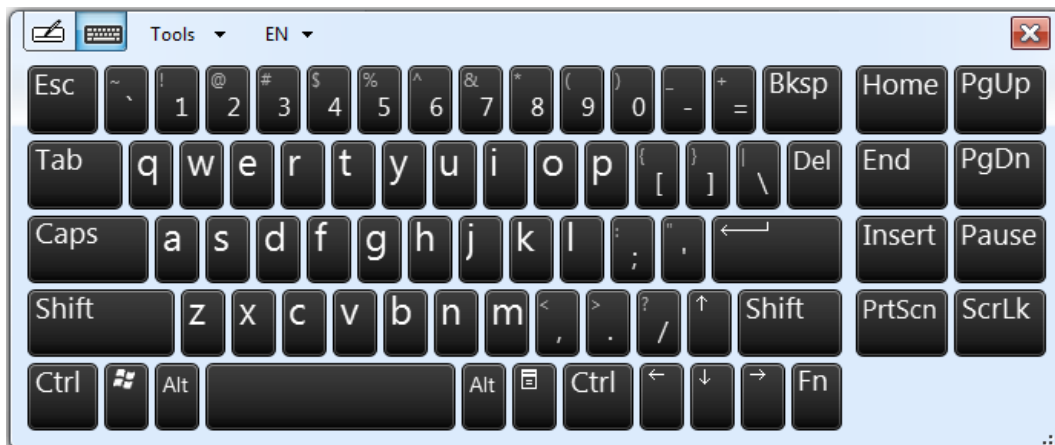 Tools EN
Esc ~ ` ! 1 @ 2 # 3 $ 4 % 5 ^ 6 & 7 * 8 ( 9 ) 0 _ - + = Bksp Home PgUp
Tab q w e r t y u i o p { [ } ] | \ Del End PgDn
Caps a s d f g h j k l : ; " ' Insert Pause
Shift z x c v b n m < , > . ? / ↑ Shift PrtScn ScrLk
Ctrl Alt Alt Ctrl ← ↓ → Fn